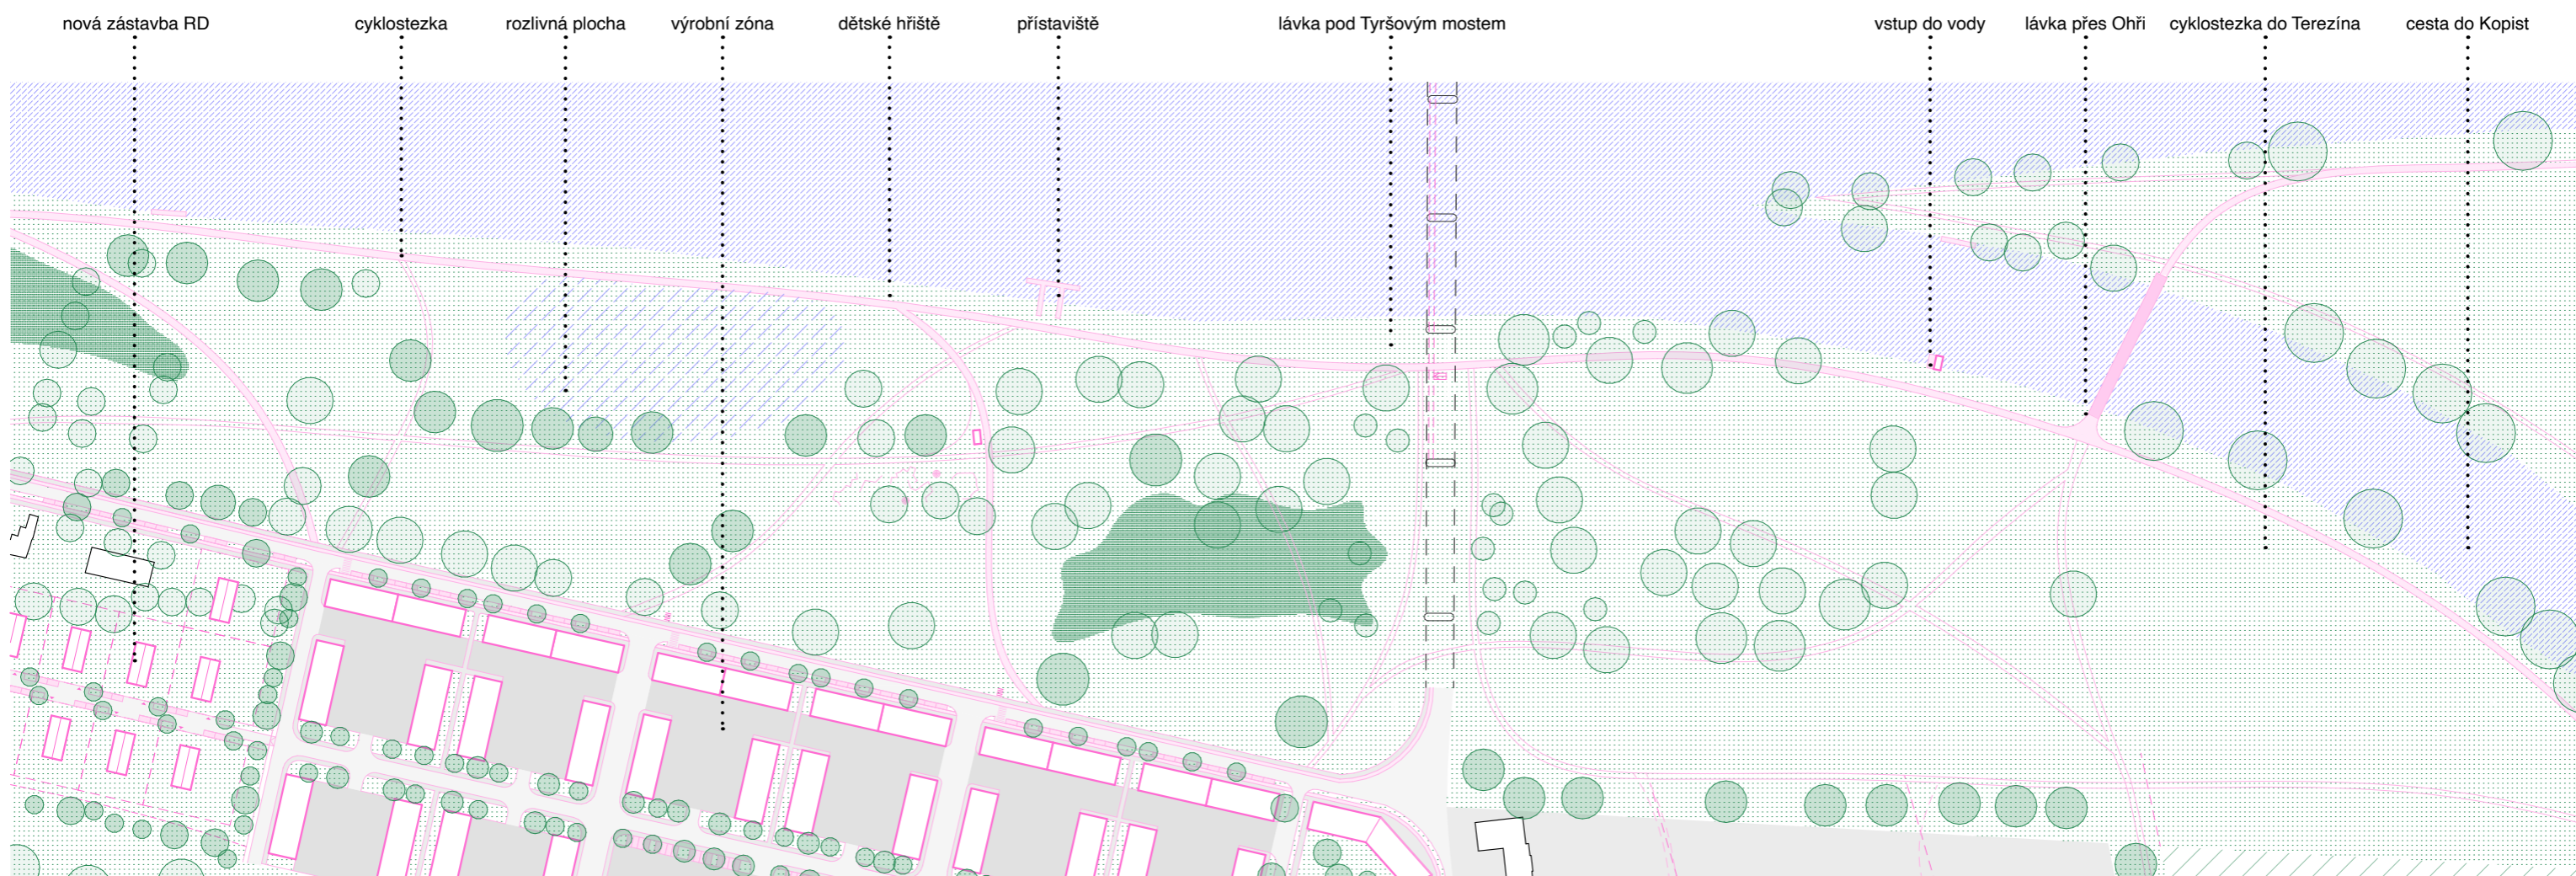 nová zástavba RD
cyklostezka
rozlivná plocha
výrobní zóna
dětské hřiště
přístaviště
lávka pod Tyršovým mostem
vstup do vody
lávka přes Ohři
cyklostezka do Terezína
cesta do Kopist